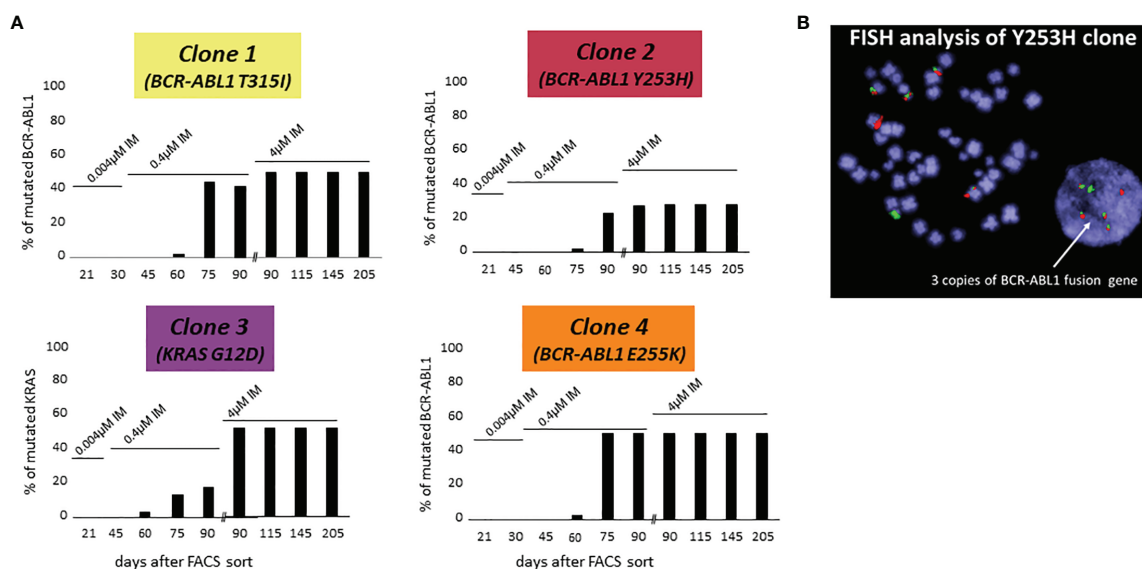 A
Clone 1
(BCR-ABL1 T315I)
% of mutated BCR-ABL1
100
80
60
40
20
0
0.004µM IM
0.4µM IM
4µM IM
21 30 45 60 75 90 // 90 115 145 205
Clone 2
(BCR-ABL1 Y253H)
% of mutated BCR-ABL1
100
80
60
40
20
0
0.004µM IM
0.4µM IM
4µM IM
21 45 60 75 90 // 90 115 145 205
Clone 3
(KRAS G12D)
% of mutated KRAS
100
80
60
40
20
0
0.004µM IM
0.4µM IM
4µM IM
21 45 60 75 90 // 90 115 145 205
days after FACS sort
Clone 4
(BCR-ABL1 E255K)
% of mutated BCR-ABL1
100
80
60
40
20
0
0.004µM IM
0.4µM IM
4µM IM
21 30 45 60 75 90 // 90 115 145 205
days after FACS sort
B
FISH analysis of Y253H clone
3 copies of BCR-ABL1 fusion gene